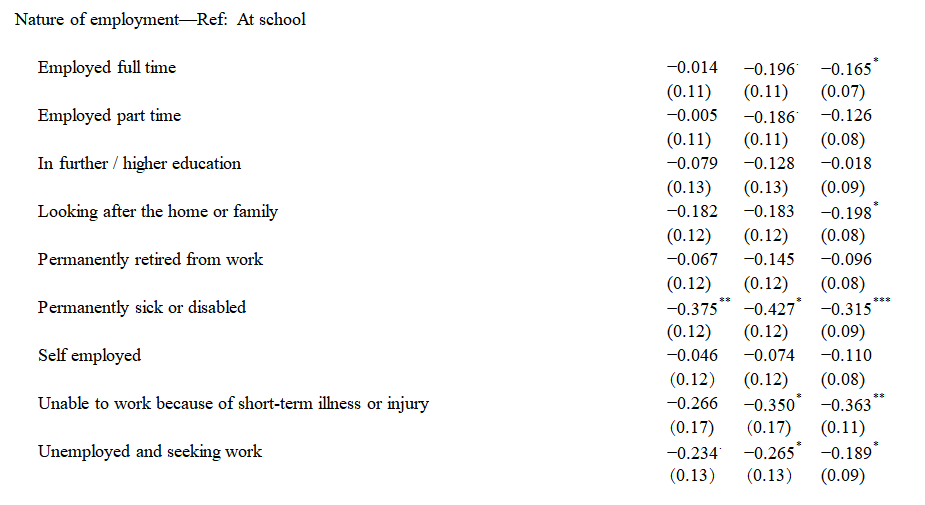 Nature of employment—Ref: At school
Employed full time −0.014 −0.196· −0.165*
(0.11) (0.11) (0.07)
Employed part time −0.005 −0.186· −0.126
(0.11) (0.11) (0.08)
In further / higher education −0.079 −0.128 −0.018
(0.13) (0.13) (0.09)
Looking after the home or family −0.182 −0.183 −0.198*
(0.12) (0.12) (0.08)
Permanently retired from work −0.067 −0.145 −0.096
(0.12) (0.12) (0.08)
Permanently sick or disabled −0.375** −0.427* −0.315***
(0.12) (0.12) (0.09)
Self employed −0.046 −0.074 −0.110
(0.12) (0.12) (0.08)
Unable to work because of short-term illness or injury −0.266 −0.350* −0.363**
(0.17) (0.17) (0.11)
Unemployed and seeking work −0.234· −0.265* −0.189*
(0.13) (0.13) (0.09)